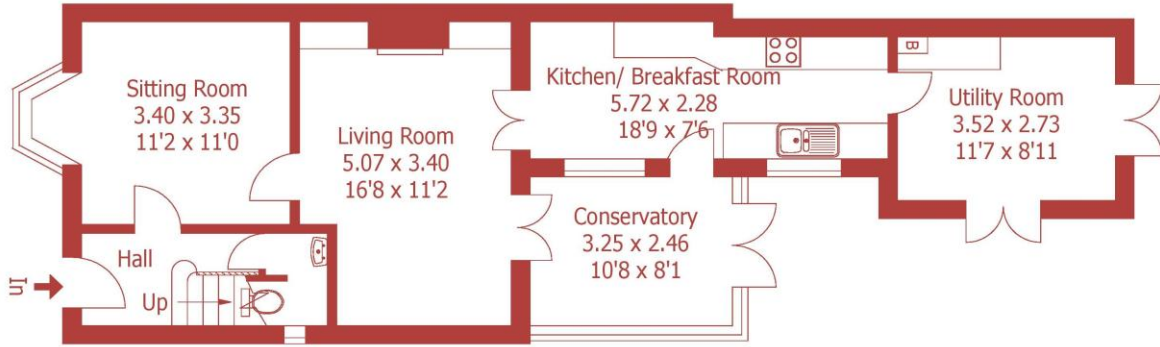 Sitting Room
3.40 x 3.35
11'2 x 11'0
Living Room
5.07 x 3.40
16'8 x 11'2
Kitchen/ Breakfast Room
5.72 x 2.28
18'9 x 7'6
B
Utility Room
3.52 x 2.73
11'7 x 8'11
Conservatory
3.25 x 2.46
10'8 x 8'1
Hall
Up
In